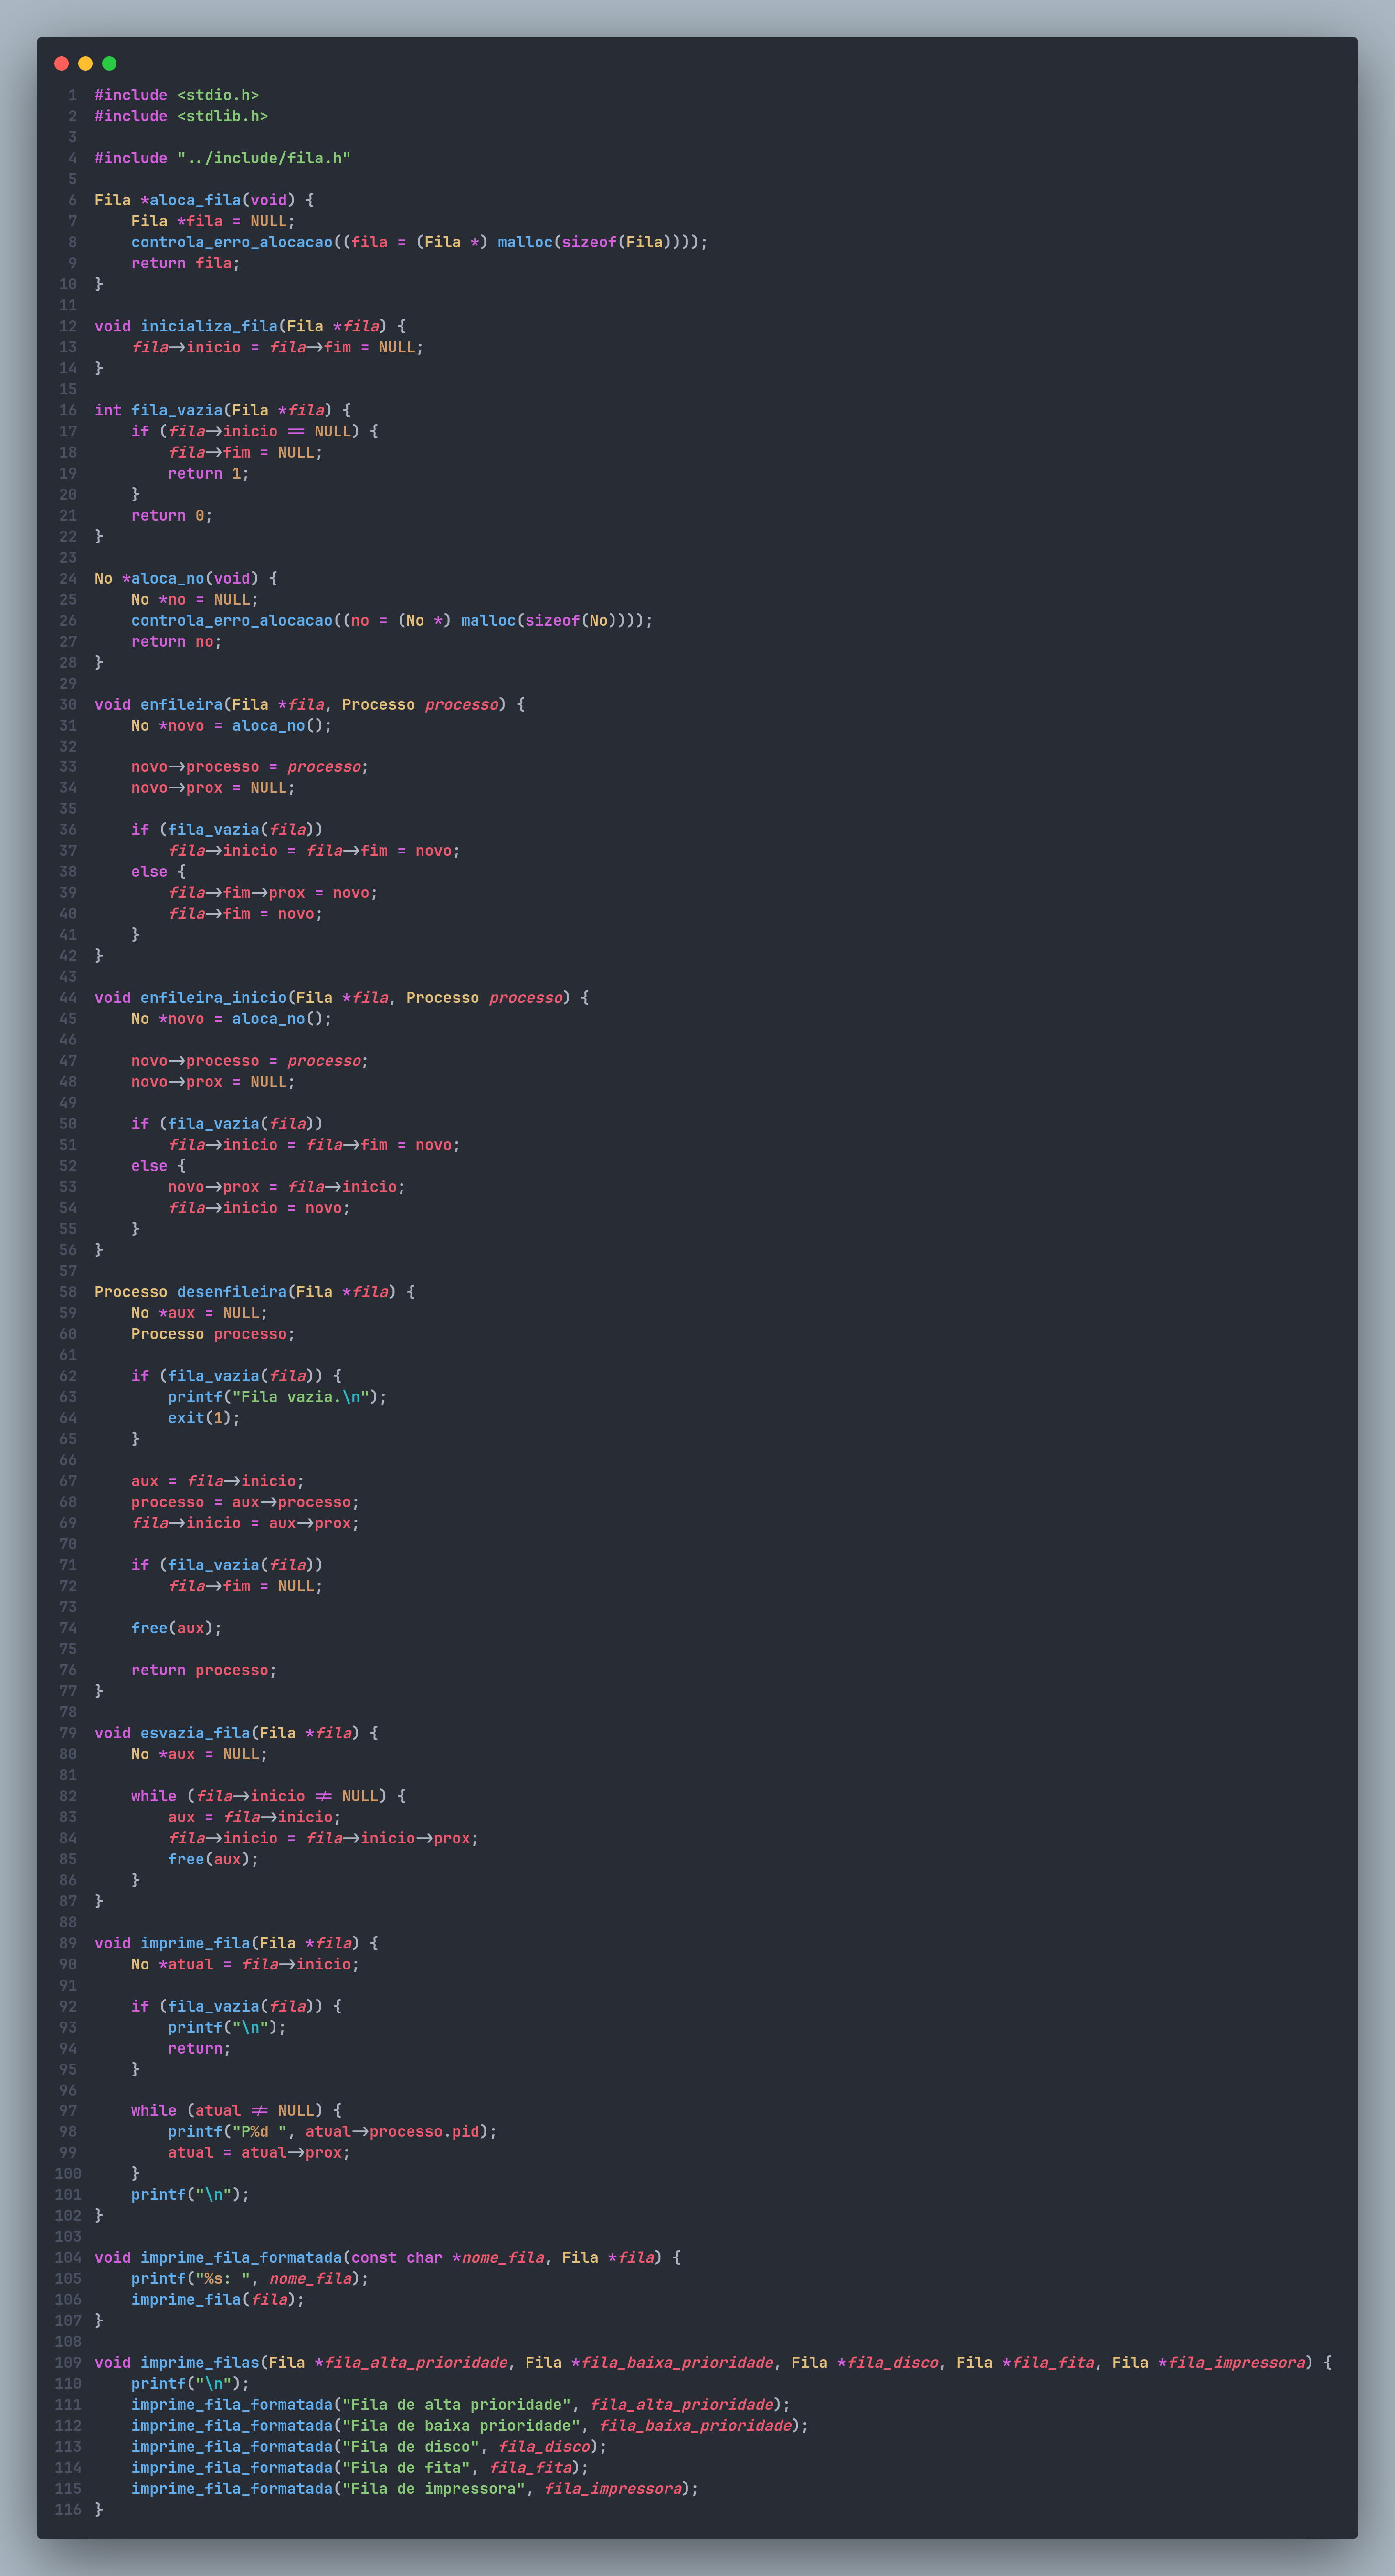 1 #include <stdio.h>
2 #include <stdlib.h>
3
4 #include "../include/fila.h"
5
6 Fila *aloca_fila(void) {
7     Fila *fila = NULL;
8     controla_erro_alocacao((fila = (Fila *) malloc(sizeof(Fila))));
9     return fila;
10 }
11
12 void inicializa_fila(Fila *fila) {
13     fila->inicio = fila->fim = NULL;
14 }
15
16 int fila_vazia(Fila *fila) {
17     if (fila->inicio == NULL) {
18         fila->fim = NULL;
19         return 1;
20     }
21     return 0;
22 }
23
24 No *aloca_no(void) {
25     No *no = NULL;
26     controla_erro_alocacao((no = (No *) malloc(sizeof(No))));
27     return no;
28 }
29
30 void enfileira(Fila *fila, Processo processo) {
31     No *novo = aloca_no();
32
33     novo->processo = processo;
34     novo->prox = NULL;
35
36     if (fila_vazia(fila))
37         fila->inicio = fila->fim = novo;
38     else {
39         fila->fim->prox = novo;
40         fila->fim = novo;
41     }
42 }
43
44 void enfileira_inicio(Fila *fila, Processo processo) {
45     No *novo = aloca_no();
46
47     novo->processo = processo;
48     novo->prox = NULL;
49
50     if (fila_vazia(fila))
51         fila->inicio = fila->fim = novo;
52     else {
53         novo->prox = fila->inicio;
54         fila->inicio = novo;
55     }
56 }
57
58 Processo desenfileira(Fila *fila) {
59     No *aux = NULL;
60     Processo processo;
61
62     if (fila_vazia(fila)) {
63         printf("Fila vazia.\n");
64         exit(1);
65     }
66
67     aux = fila->inicio;
68     processo = aux->processo;
69     fila->inicio = aux->prox;
70
71     if (fila_vazia(fila))
72         fila->fim = NULL;
73
74     free(aux);
75
76     return processo;
77 }
78
79 void esvazia_fila(Fila *fila) {
80     No *aux = NULL;
81
82     while (fila->inicio != NULL) {
83         aux = fila->inicio;
84         fila->inicio = fila->inicio->prox;
85         free(aux);
86     }
87 }
88
89 void imprime_fila(Fila *fila) {
90     No *atual = fila->inicio;
91
92     if (fila_vazia(fila)) {
93         printf("\n");
94         return;
95     }
96
97     while (atual != NULL) {
98         printf("P%d ", atual->processo.pid);
99         atual = atual->prox;
100     }
101     printf("\n");
102 }
103
104 void imprime_fila_formatada(const char *nome_fila, Fila *fila) {
105     printf("%s: ", nome_fila);
106     imprime_fila(fila);
107 }
108
109 void imprime_filas(Fila *fila_alta_prioridade, Fila *fila_baixa_prioridade, Fila *fila_disco, Fila *fila_fita, Fila *fila_impressora) {
110     printf("\n");
111     imprime_fila_formatada("Fila de alta prioridade", fila_alta_prioridade);
112     imprime_fila_formatada("Fila de baixa prioridade", fila_baixa_prioridade);
113     imprime_fila_formatada("Fila de disco", fila_disco);
114     imprime_fila_formatada("Fila de fita", fila_fita);
115     imprime_fila_formatada("Fila de impressora", fila_impressora);
116 }